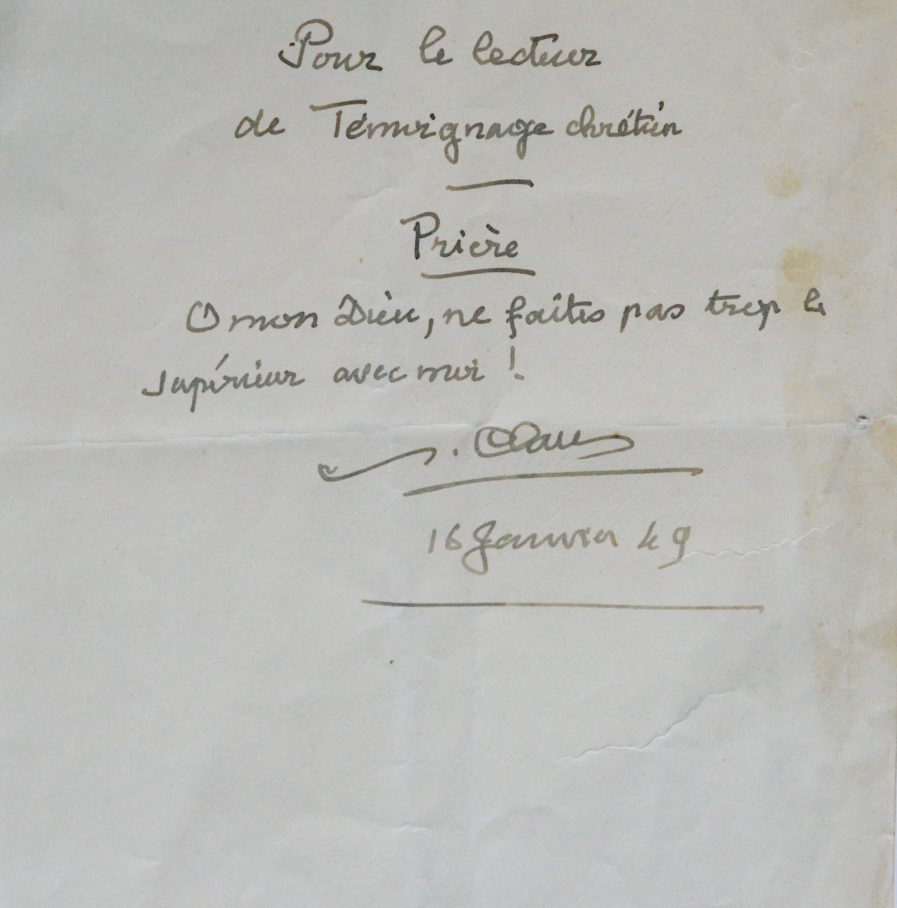 Pour le lecteur
de Témoignage chrétien
Prière
O mon Dieu, ne faites pas trop le
supérieur avec moi !
16 Janvier 49